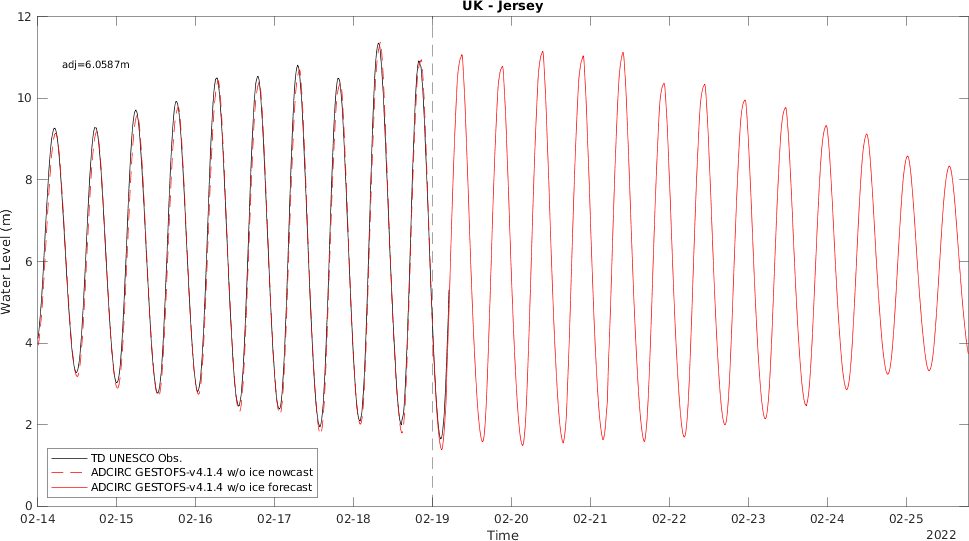 UK - Jersey
adj=6.0587m
12
10
8
6
4
2
0
Water Level (m)
TD UNESCO Obs.
ADCIRC GESTOFS-v4.1.4 w/o ice nowcast
ADCIRC GESTOFS-v4.1.4 w/o ice forecast
02-14 02-15 02-16 02-17 02-18 02-19 02-20 02-21 02-22 02-23 02-24 02-25
Time
2022